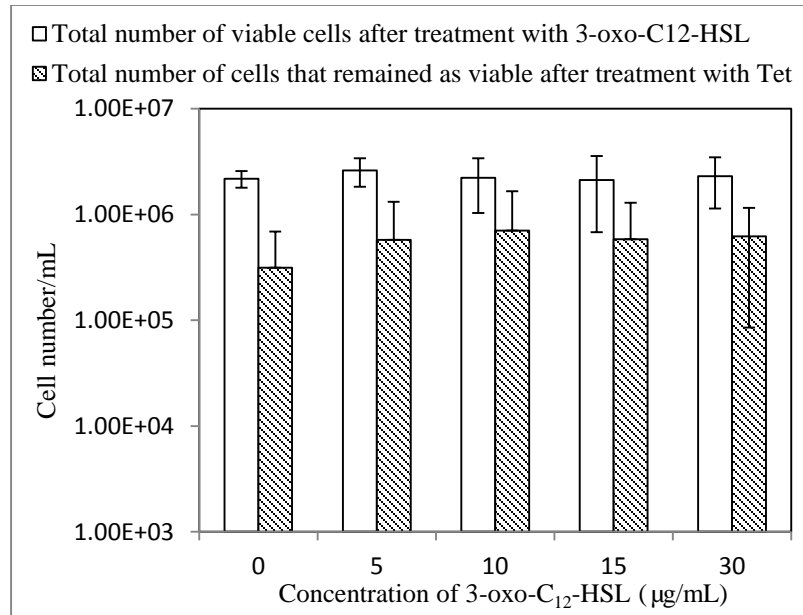 Total number of viable cells after treatment with 3-oxo-C12-HSL
Total number of cells that remained as viable after treatment with Tet
1.00E+07
1.00E+06
1.00E+05
1.00E+04
1.00E+03
Cell number/mL
0 5 10 15 30
Concentration of 3-oxo-C₁₂-HSL (μg/mL)